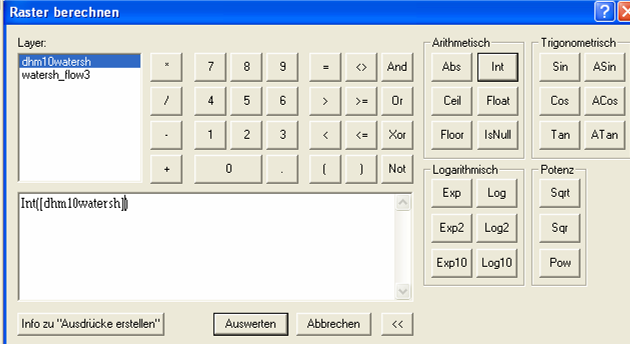 Raster berechnen
Layer:
dhm10watersh
watersh_flow3
* 7 8 9 = <> And
/ 4 5 6 > >= Or
- 1 2 3 < <= Xor
+ 0 . ( ) Not
Arithmetisch
Abs Int
Ceil Float
Floor IsNull
Trigonometrisch
Sin ASin
Cos ACos
Tan ATan
Logarithmisch
Exp Log
Exp2 Log2
Exp10 Log10
Potenz
Sqrt
Sqr
Pow
Int([dhm10watersh])
Info zu "Ausdrücke erstellen" Auswerten Abbrechen <<